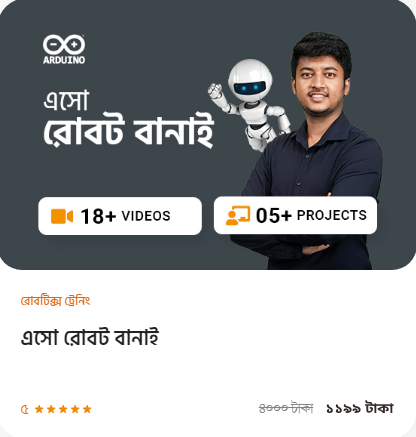 ARDUINO
এসো
রোবট বানাই
18+ VIDEOS
05+ PROJECTS
রোবটিক্স ট্রেনিং
এসো রোবট বানাই
৫
৪০০০ টাকা ১১৯৯ টাকা